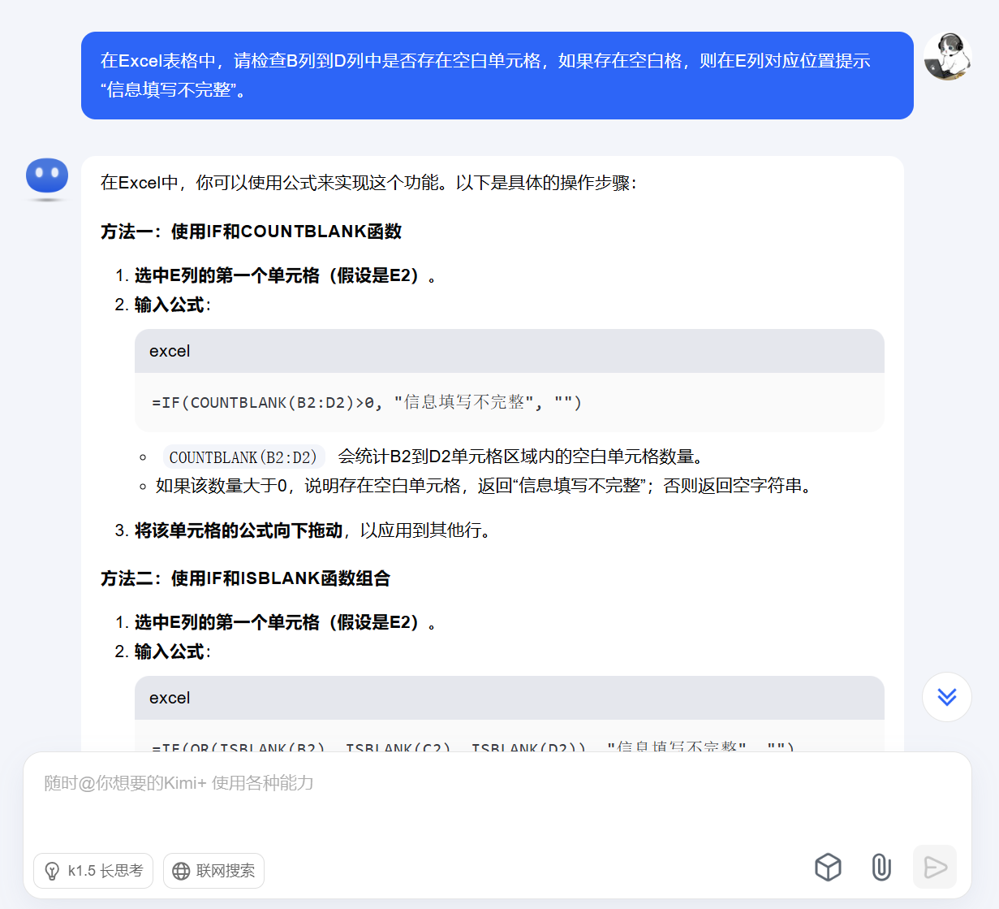 在Excel表格中，请检查B列到D列中是否存在空白单元格，如果存在空白格，则在E列对应位置提示
“信息填写不完整”。
在Excel中，你可以使用公式来实现这个功能。以下是具体的操作步骤：
方法一：使用IF和COUNTBLANK函数
1. 选中E列的第一个单元格（假设是E2）。
2. 输入公式：
excel
=IF(COUNTBLANK(B2:D2)>0, "信息填写不完整", "")
COUNTBLANK(B2:D2) 会统计B2到D2单元格区域内的空白单元格数量。
如果该数量大于0，说明存在空白单元格，返回“信息填写不完整”；否则返回空字符串。
3. 将该单元格的公式向下拖动，以应用到其他行。
方法二：使用IF和ISBLANK函数组合
1. 选中E列的第一个单元格（假设是E2）。
2. 输入公式：
excel
=IF(OR(ISBLANK(B2), ISBLANK(C2), ISBLANK(D2)), "信息填写不完整", "")
随时@你想要的Kimi+ 使用各种能力
k1.5 长思考
联网搜索